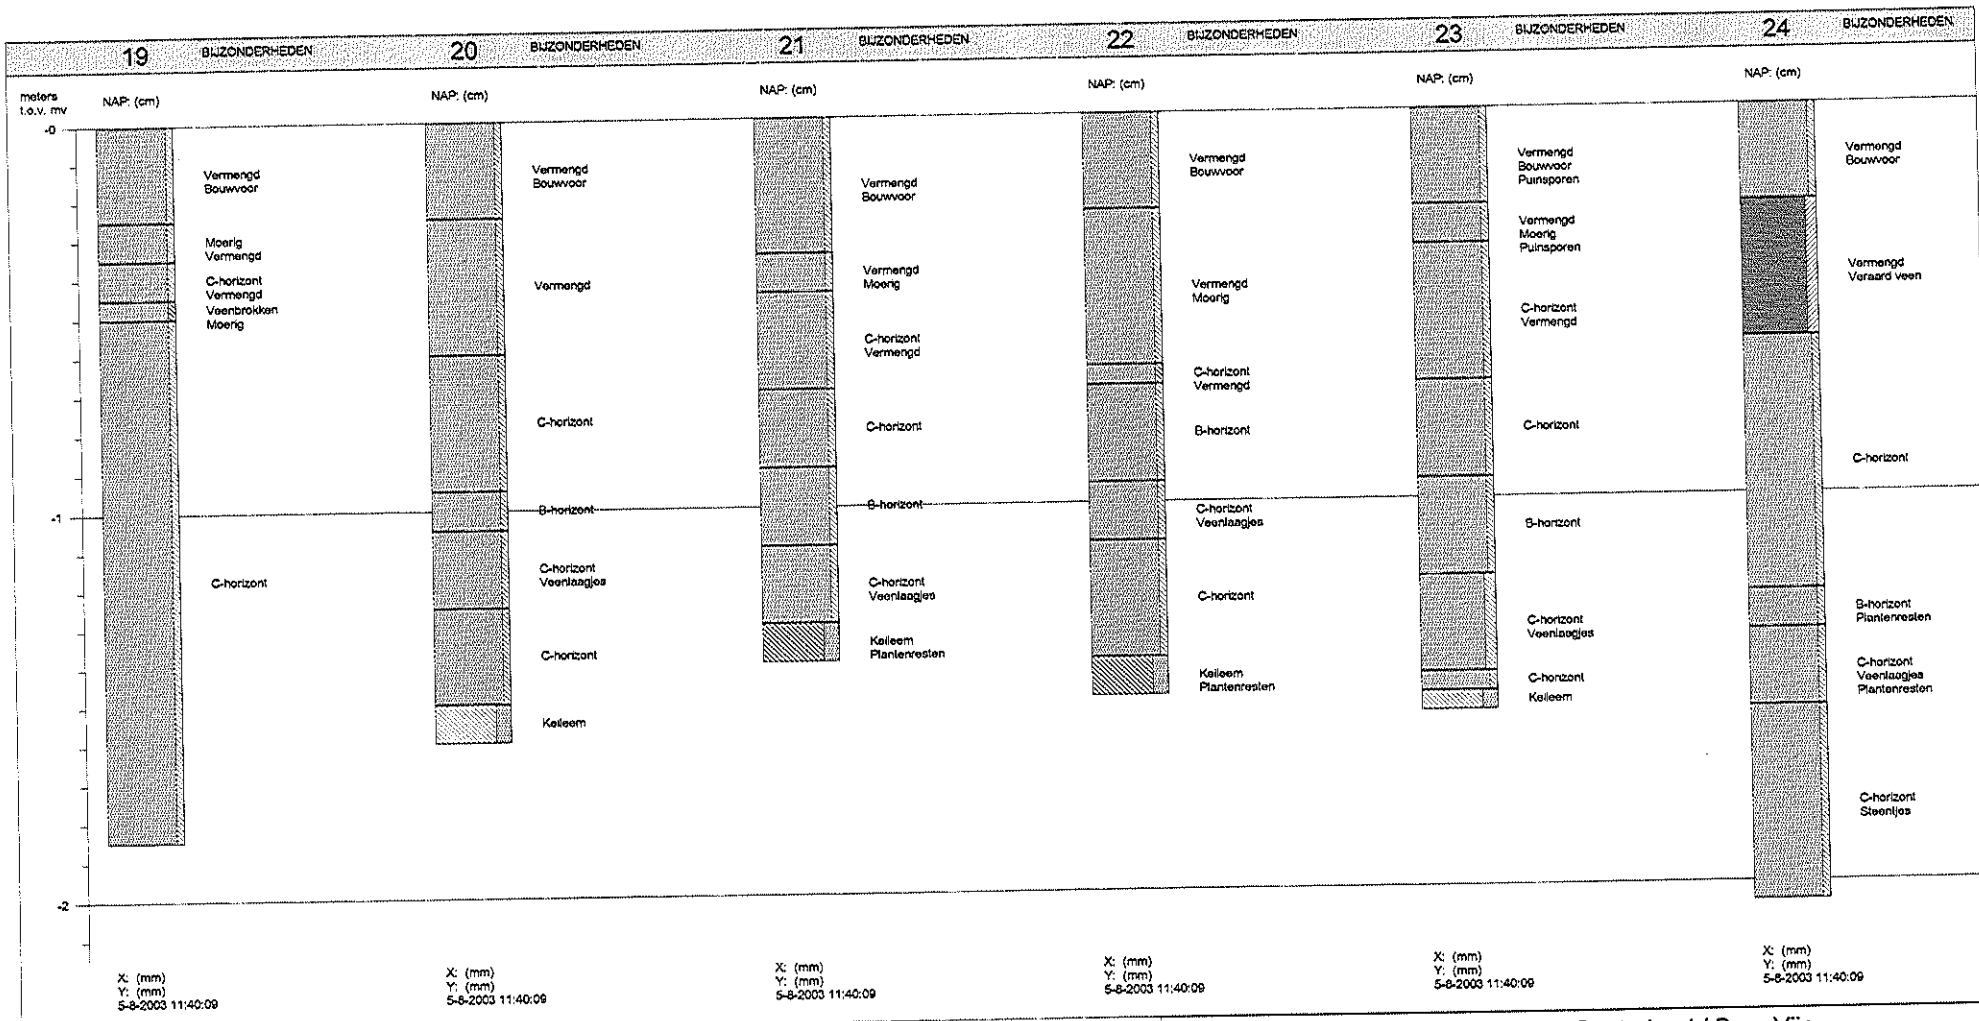 19 BIJZONDERHEDEN 20 BIJZONDERHEDEN 21 BIJZONDERHEDEN 22 BIJZONDERHEDEN 23 BIJZONDERHEDEN 24 BIJZONDERHEDEN
meters
t.o.v. mv
-0
-1
-2
NAP: (cm)
Vermengd
Bouwvoor
Moerig
Vermengd
C-horizont
Vermengd
Veenbrokken
Moerig
C-horizont
X: (mm)
Y: (mm)
5-8-2003 11:40:09
NAP: (cm)
Vermengd
Bouwvoor
Vermengd
C-horizont
B-horizont
C-horizont
Veenlaagjes
C-horizont
Keileem
X: (mm)
Y: (mm)
5-8-2003 11:40:09
NAP: (cm)
Vermengd
Bouwvoor
Vermengd
Moerig
C-horizont
Vermengd
C-horizont
B-horizont
C-horizont
Veenlaagjes
Keileem
Plantenresten
X: (mm)
Y: (mm)
5-8-2003 11:40:09
NAP: (cm)
Vermengd
Bouwvoor
Vermengd
Moerig
C-horizont
Vermengd
B-horizont
C-horizont
Veenlaagjes
C-horizont
Keileem
Plantenresten
X: (mm)
Y: (mm)
5-8-2003 11:40:09
NAP: (cm)
Vermengd
Bouwvoor
Puinsporen
Vermengd
Moerig
Puinsporen
C-horizont
Vermengd
C-horizont
B-horizont
C-horizont
Veenlaagjes
C-horizont
Keileem
X: (mm)
Y: (mm)
5-8-2003 11:40:09
NAP: (cm)
Vermengd
Bouwvoor
Vermengd
Veraard veen
C-horizont
B-horizont
Plantenresten
C-horizont
Veenlaagjes
Plantenresten
C-horizont
Steentjes
X: (mm)
Y: (mm)
5-8-2003 11:40:09